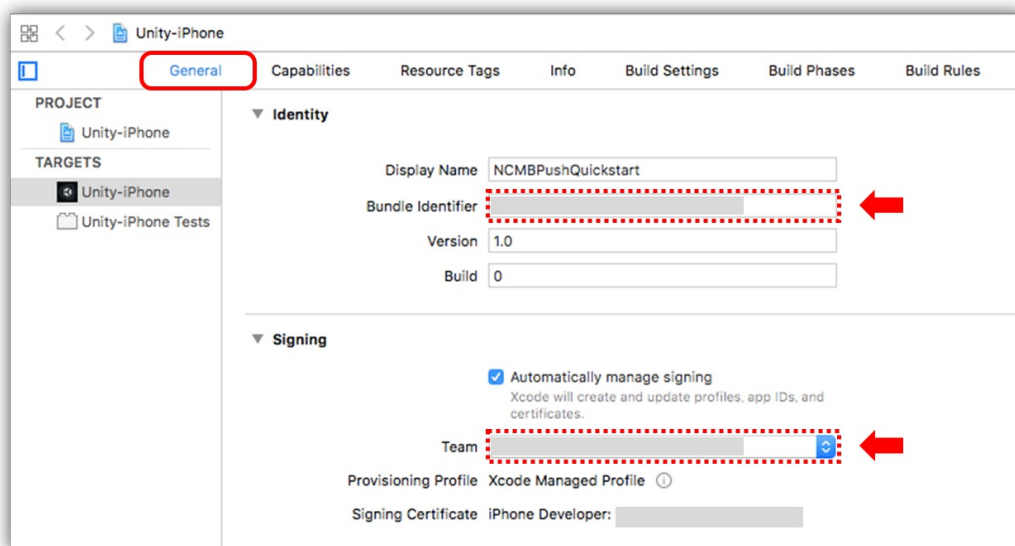 Unity-iPhone
General Capabilities Resource Tags Info Build Settings Build Phases Build Rules
PROJECT
Unity-iPhone
TARGETS
Unity-iPhone
Unity-iPhone Tests
Identity
Display Name NCMBPushQuickstart
Bundle Identifier
Version 1.0
Build 0
Signing
Automatically manage signing
Xcode will create and update profiles, app IDs, and
certificates.
Team
Provisioning Profile Xcode Managed Profile
Signing Certificate iPhone Developer: